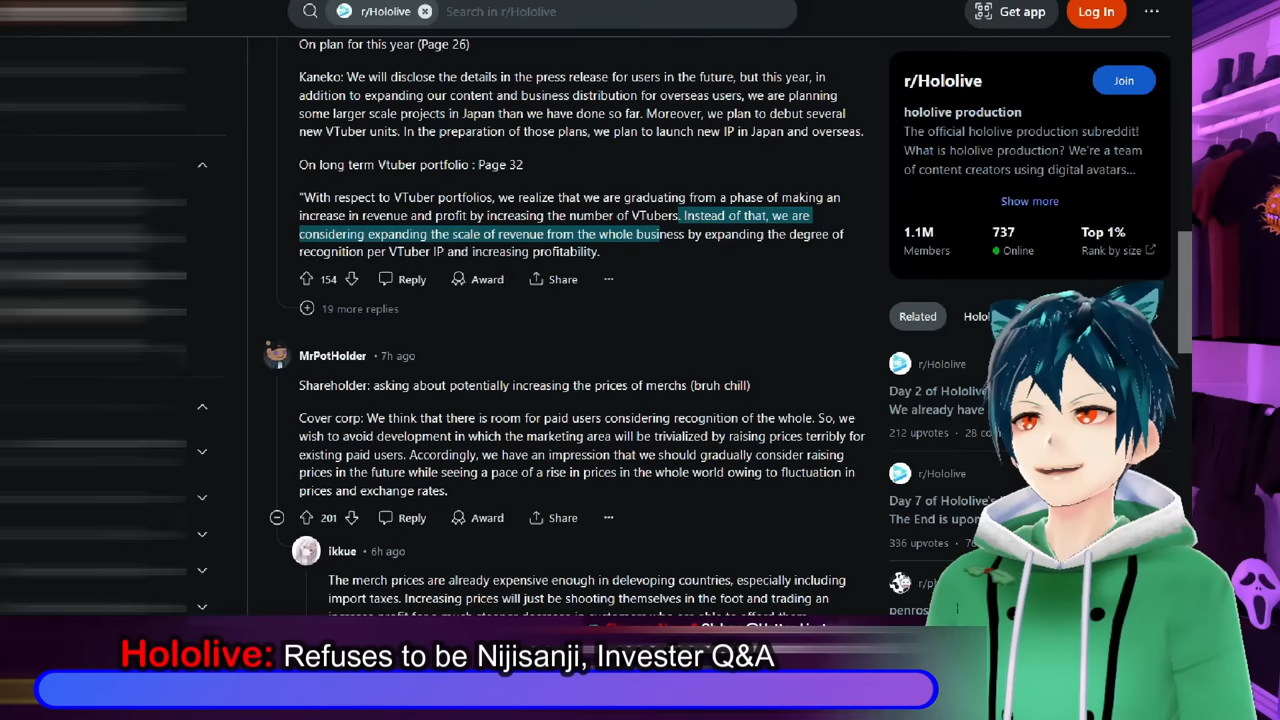 r/Hololive
Search in r/Hololive
Get app
Log In
On plan for this year (Page 26)
Kaneko: We will disclose the details in the press release for users in the future, but this year, in
addition to expanding our content and business distribution for overseas users, we are planning
some larger scale projects in Japan than we have done so far. Moreover, we plan to debut several
new VTuber units. In the preparation of those plans, we plan to launch new IP in Japan and overseas.
On long term Vtuber portfolio : Page 32
"With respect to VTuber portfolios, we realize that we are graduating from a phase of making an
increase in revenue and profit by increasing the number of VTubers. Instead of that, we are
considering expanding the scale of revenue from the whole business by expanding the degree of
recognition per VTuber IP and increasing profitability.
154
Reply
Award
Share
19 more replies
MrPotHolder • 7h ago
Shareholder: asking about potentially increasing the prices of merchs (bruh chill)
Cover corp: We think that there is room for paid users considering recognition of the whole. So, we
wish to avoid development in which the marketing area will be trivialized by raising prices terribly for
existing paid users. Accordingly, we have an impression that we should gradually consider raising
prices in the future while seeing a pace of a rise in prices in the whole world owing to fluctuation in
prices and exchange rates.
201
Reply
Award
Share
ikkue • 6h ago
The merch prices are already expensive enough in delevoping countries, especially including
import taxes. Increasing prices will just be shooting themselves in the foot and trading an
r/Hololive
Join
hololive production
The official hololive production subreddit!
What is hololive production? We're a team
of content creators using digital avatars...
Show more
1.1M
737
Top 1%
Members
Online
Rank by size
Related
Holol
r/Hololive
Day 2 of Hololive
We already have
212 upvotes • 28 com
r/Hololive
Day 7 of Hololive's
The End is upon
336 upvotes • 76
r/p
penros
Hololive: Refuses to be Nijisanji, Invester Q&A